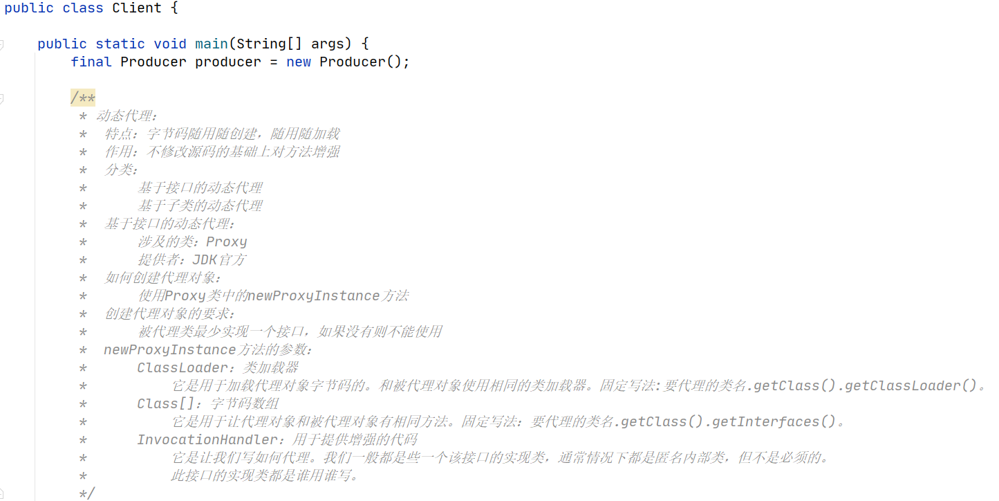 public class Client {
public static void main(String[] args) {
final Producer producer = new Producer();
/**
* 动态代理：
* 特点：字节码随用随创建，随用随加载
* 作用：不修改源码的基础上对方法增强
* 分类：
* 基于接口的动态代理
* 基于子类的动态代理
* 基于接口的动态代理：
* 涉及的类：Proxy
* 提供者：JDK官方
* 如何创建代理对象：
* 使用Proxy类中的newProxyInstance方法
* 创建代理对象的要求：
* 被代理类最少实现一个接口，如果没有则不能使用
* newProxyInstance方法的参数：
* ClassLoader：类加载器
* 它是用于加载代理对象字节码的。和被代理对象使用相同的类加载器。固定写法:要代理的类名.getClass().getClassLoader()。
* Class[]：字节码数组
* 它是用于让代理对象和被代理对象有相同方法。固定写法：要代理的类名.getClass().getInterfaces()。
* InvocationHandler：用于提供增强的代码
* 它是让我们写如何代理。我们一般都是些一个该接口的实现类，通常情况下都是匿名内部类，但不是必须的。
* 此接口的实现类都是谁用谁写。
*/